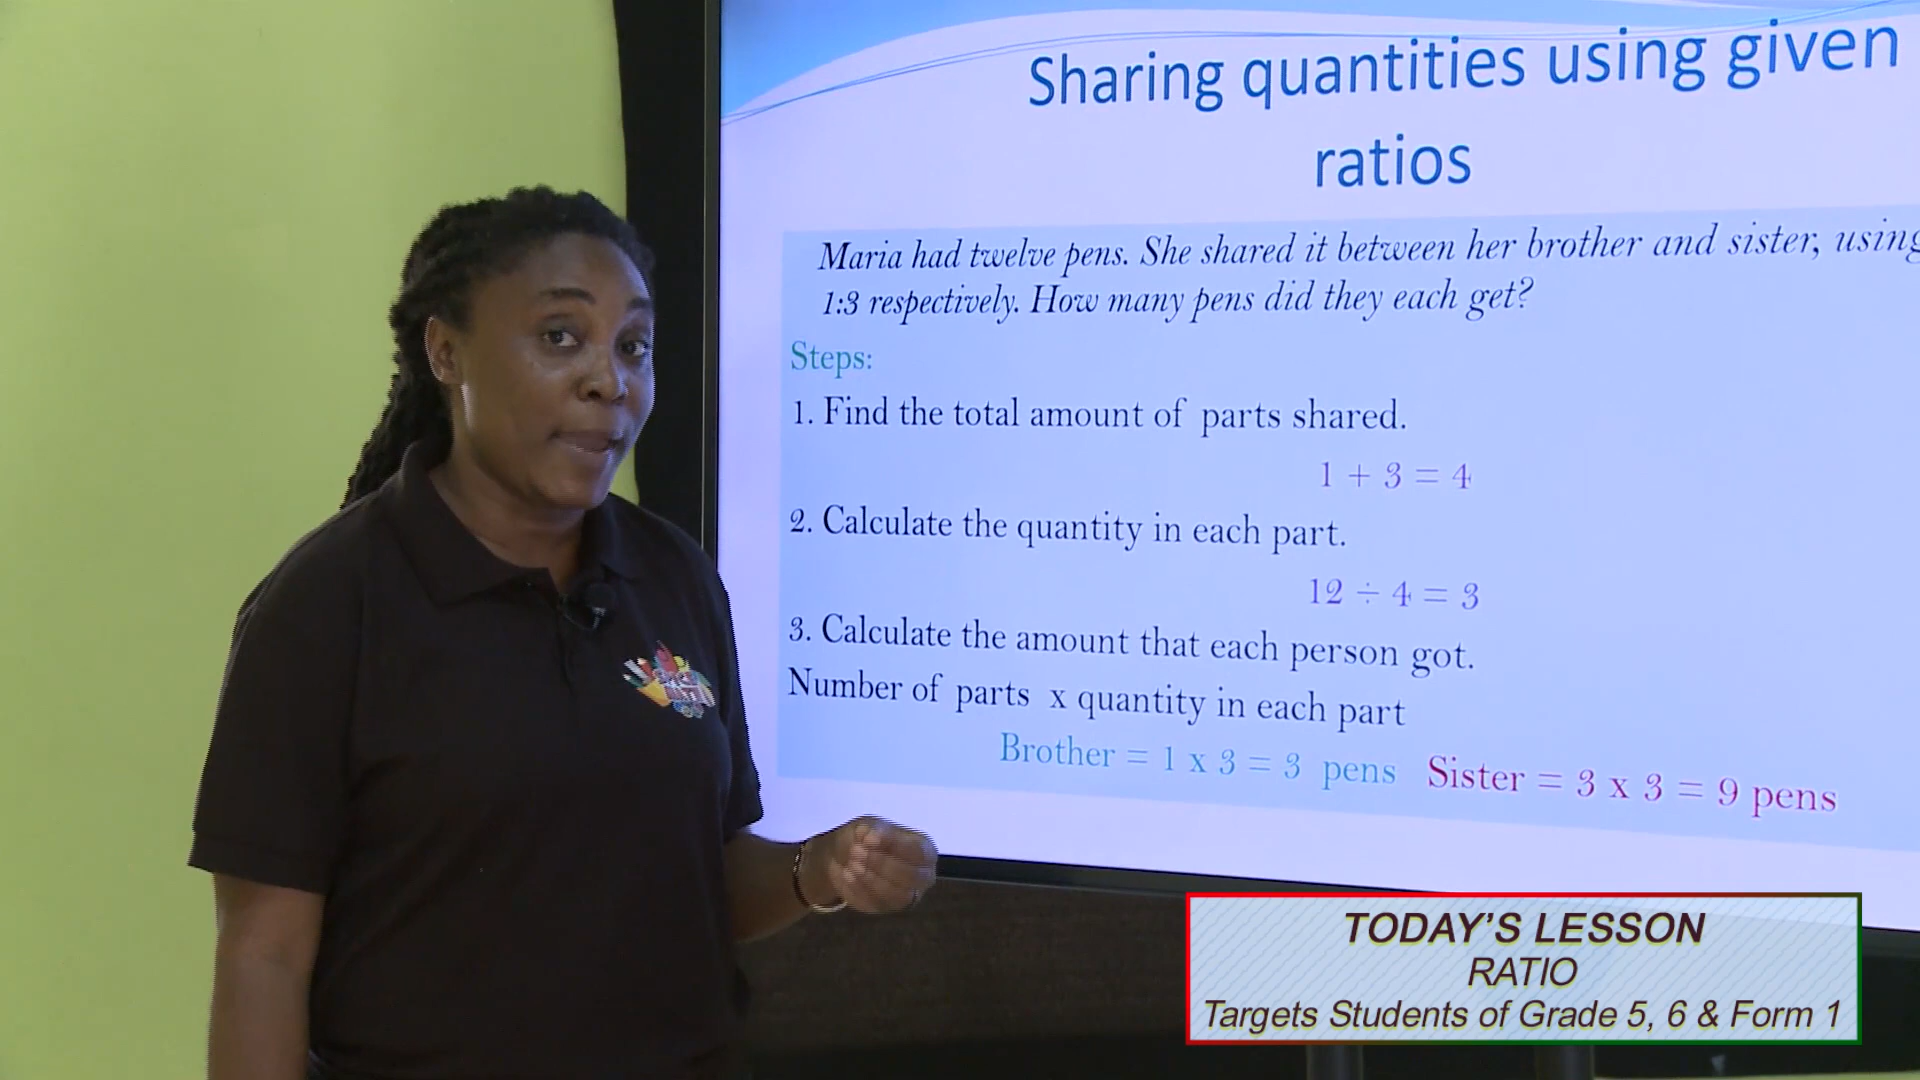 Sharing quantities using given
ratios
Maria had twelve pens. She shared it between her brother and sister, using
1:3 respectively. How many pens did they each get?
Steps:
1. Find the total amount of parts shared.
1 + 3 = 4
2. Calculate the quantity in each part.
12 ÷ 4 = 3
3. Calculate the amount that each person got.
Number of parts x quantity in each part
Brother = 1 x 3 = 3 pens Sister = 3 x 3 = 9 pens
TODAY'S LESSON
RATIO
Targets Students of Grade 5, 6 & Form 1